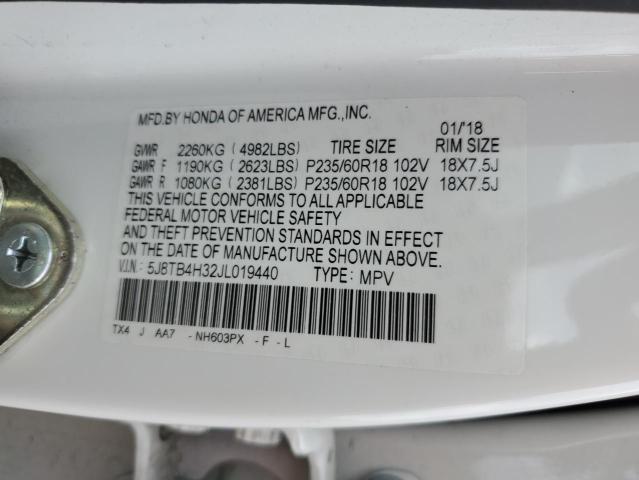 MFD.BY HONDA OF AMERICA MFG.,INC.
01/'18
GVWR 2260KG (4982LBS) TIRE SIZE RIM SIZE
GAWR F 1190KG (2623LBS) P235/60R18 102V 18X7.5J
GAWR R 1080KG (2381LBS) P235/60R18 102V 18X7.5J
THIS VEHICLE CONFORMS TO ALL APPLICABLE
FEDERAL MOTOR VEHICLE SAFETY
AND THEFT PREVENTION STANDARDS IN EFFECT
ON THE DATE OF MANUFACTURE SHOWN ABOVE.
V.I.N.: 5J8TB4H32JL019440 TYPE: MPV
TX4 J AA7 -NH603PX -F -L